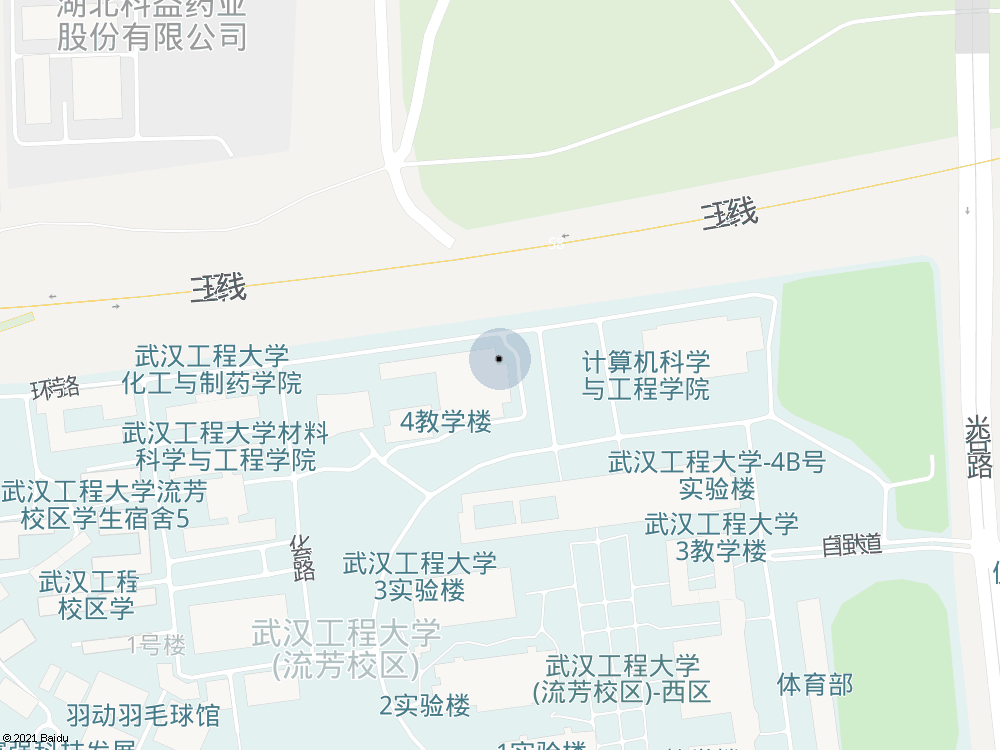 湖北科益药业
股份有限公司
三环线
53
三环线
武汉工程大学
化工与制药学院
计算机科学
与工程学院
环湾路
4教学楼
武汉工程大学材料
科学与工程学院
光谷一路
武汉工程大学-4B号
实验楼
武汉工程大学流芳
校区学生宿舍5
武汉工程大学
3教学楼
自强大道
化育路
武汉工程大学
3实验楼
武汉工程
校区学
武汉工程大学
(流芳校区)
1号楼
武汉工程大学
(流芳校区)-西区
体育部
2实验楼
羽动羽毛球馆
1实验楼
© 2021 Baidu